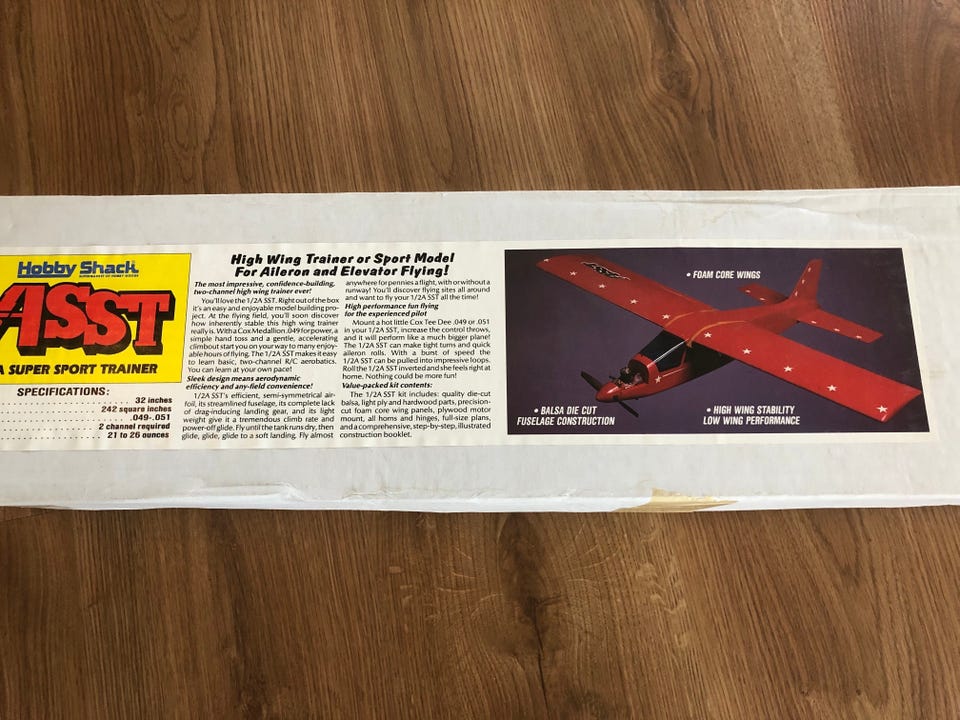 Hobby Shack
ASST
A SUPER SPORT TRAINER
SPECIFICATIONS:
32 inches
242 square inches
.049-.051
2 channel required
21 to 26 ounces
High Wing Trainer or Sport Model
For Aileron and Elevator Flying!
The most impressive, confidence-building,
two-channel high wing trainer ever!
You'll love the 1/2A SST. Right out of the box
it's an easy and enjoyable model building pro-
ject. At the flying field, you'll soon discover
how inherently stable this high wing trainer
really is. With a Cox Medallion .049 for power, a
simple hand toss and a gentle, accelerating
climbout start you on your way to many enjoy-
able hours of flying. The 1/2A SST makes it easy
to learn basic, two-channel R/C aerobatics.
You can learn at your own pace!
Sleek design means aerodynamic
efficiency and any-field convenience!
1/2A SST's efficient, semi-symmetrical air-
foil, its streamlined fuselage, its complete lack
of drag-inducing landing gear, and its light
weight give it a tremendous climb rate and
power-off glide. Fly until the tank runs dry, then
glide, glide, glide to a soft landing. Fly almost
anywhere for pennies a flight, with or without a
runway! You'll discover flying sites all around
and want to fly your 1/2A SST all the time!
High performance fun flying
for the experienced pilot
Mount a hot little Cox Tee Dee .049 or .051
in your 1/2A SST, increase the control throws,
and it will perform like a much bigger plane!
The 1/2A SST can make tight turns and quick
aileron rolls. With a burst of speed the
1/2A SST can be pulled into impressive loops.
Roll the 1/2A SST inverted and she feels right at
home. Nothing could be more fun!
Value-packed kit contents:
The 1/2A SST kit includes: quality die-cut
balsa, light ply and hardwood parts, precision-
cut foam core wing panels, plywood motor
mount, all horns and hinges, full-size plans,
and a comprehensive, step-by-step, illustrated
construction booklet.
• FOAM CORE WINGS
• BALSA DIE CUT
FUSELAGE CONSTRUCTION
• HIGH WING STABILITY
LOW WING PERFORMANCE